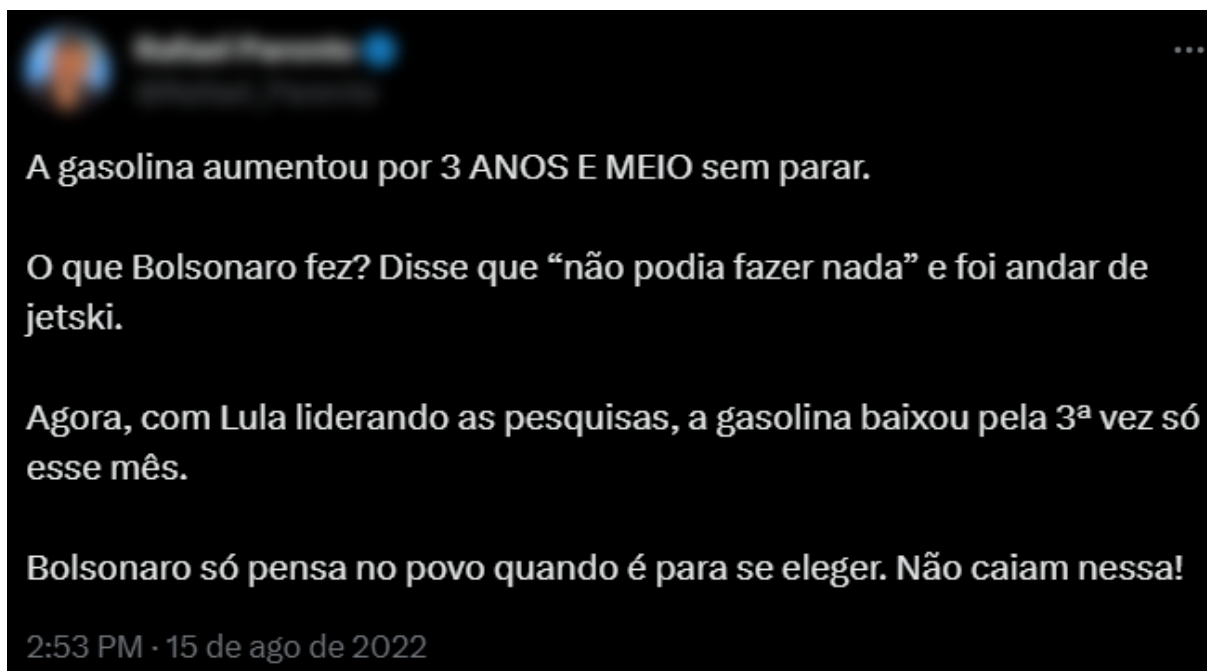 A gasolina aumentou por 3 ANOS E MEIO sem parar.
O que Bolsonaro fez? Disse que “não podia fazer nada” e foi andar de
jetski.
Agora, com Lula liderando as pesquisas, a gasolina baixou pela 3ª vez só
esse mês.
Bolsonaro só pensa no povo quando é para se eleger. Não caiam nessa!
2:53 PM · 15 de ago de 2022